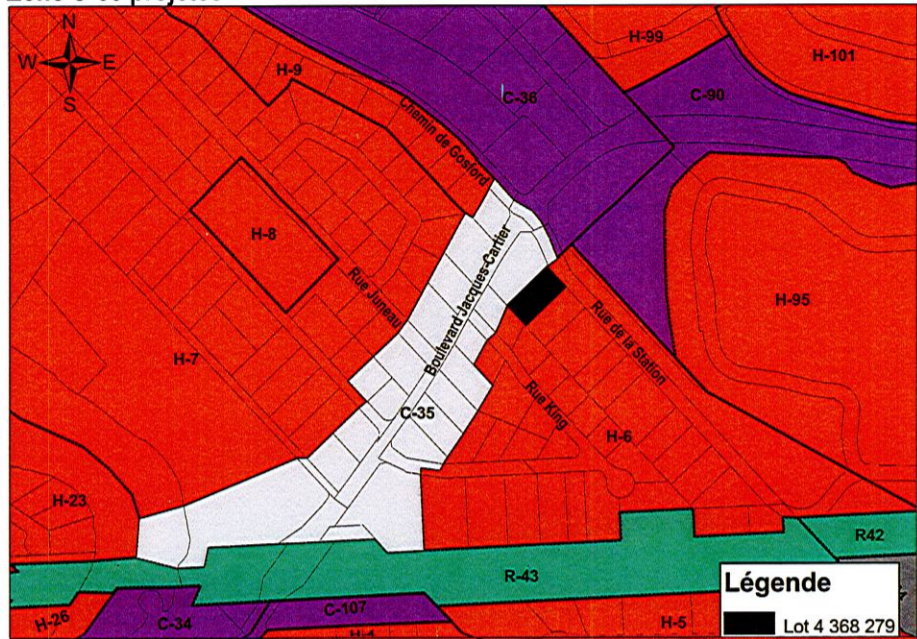 N
W E
S
H-9
H-99
H-101
C-36
C-90
Chemin de Gosford
H-8
Rue Juneau
Boulevard Jacques-Cartier
Rue de la Station
H-95
H-7
C-35
Rue King
H-6
H-23
R42
R-43
H-26
C-34
C-107
H-5
Légende
Lot 4 368 279